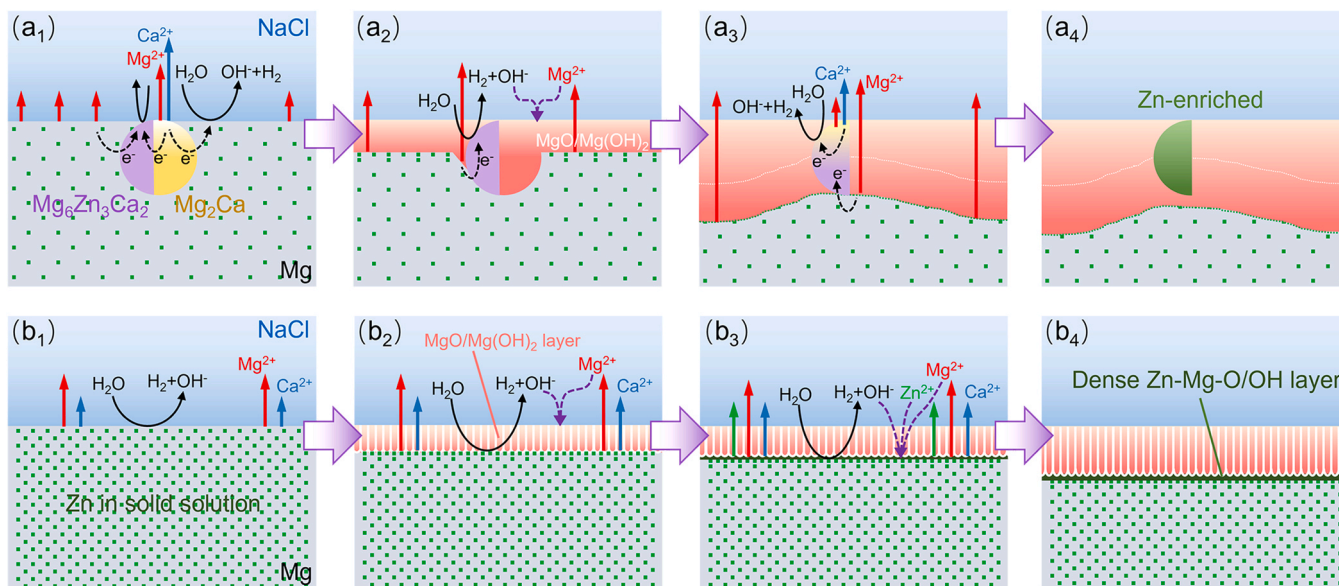 (a₁)
NaCl
Ca²⁺
Mg²⁺
H₂O
OH⁻+H₂
e⁻
e⁻
e⁻
Mg₆Zn₃Ca₂
Mg₂Ca
Mg
(a₂)
H₂+OH⁻
Mg²⁺
H₂O
MgO/Mg(OH)₂
e⁻
(a₃)
Ca²⁺
Mg²⁺
H₂O
OH⁻+H₂
e⁻
e⁻
(a₄)
Zn-enriched
(b₁)
NaCl
Mg²⁺
H₂O
H₂+OH⁻
Ca²⁺
Zn in solid solution
Mg
(b₂)
MgO/Mg(OH)₂ layer
Mg²⁺
H₂O
H₂+OH⁻
Ca²⁺
(b₃)
Mg²⁺
H₂O
H₂+OH⁻
Zn²⁺
Ca²⁺
(b₄)
Dense Zn-Mg-O/OH layer